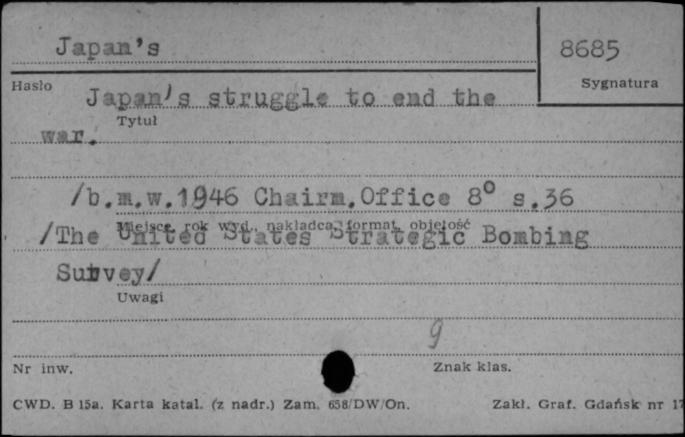 Japan's
8685
Hasło
Sygnatura
Japan's struggle to end the
Tytuł
war.
/b.m.w.1946 Chairm.Office 8° s.36
Miejsce, rok wyd., nakładca, format, objętość
/The United States Strategic Bombing
Survey/
Uwagi
9
Nr inw.
Znak klas.
CWD. B 15a. Karta katal. (z nadr.) Zam. 658/DW/On.
Zakł. Graf. Gdańsk nr 17